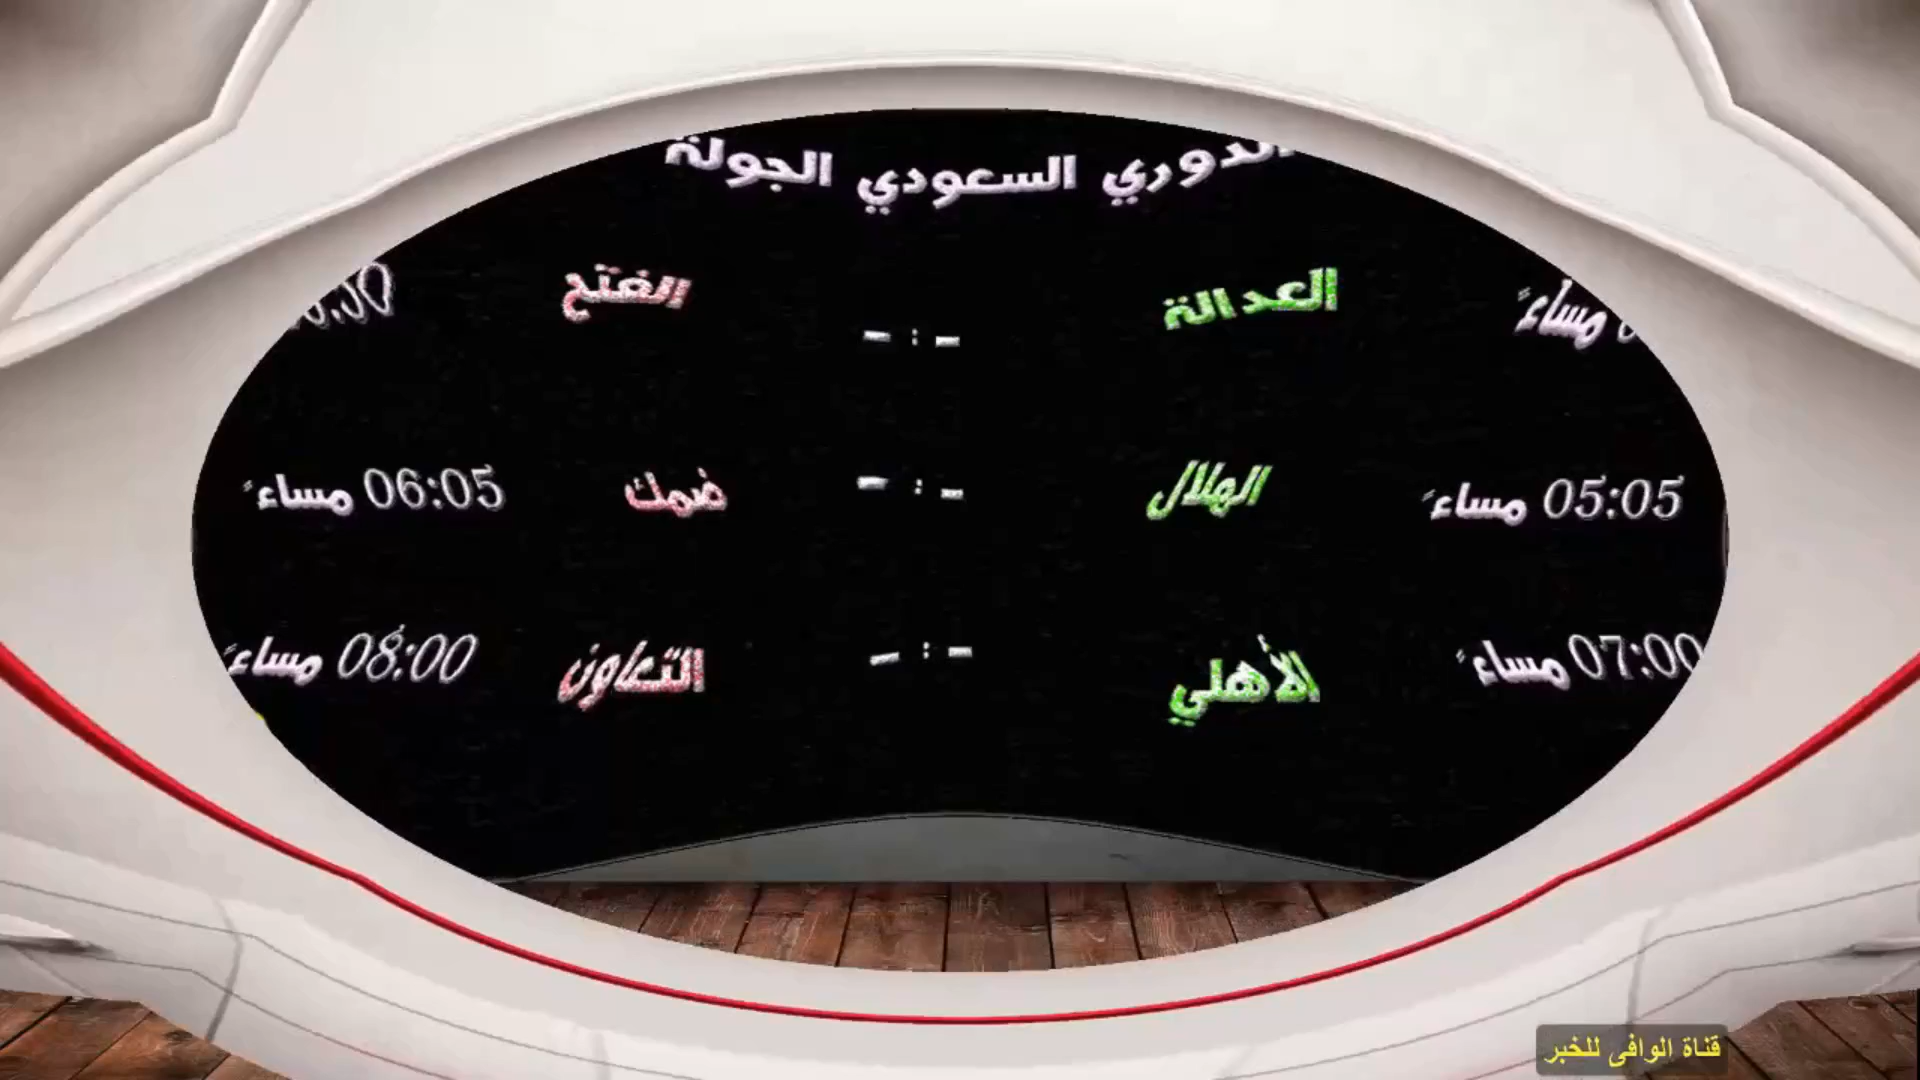 الدوري السعودي الجولة
مساءً العدالة - : - الفتح
05:05 مساءً الهلال - : - ضمك 06:05 مساءً
07:00 مساءً الأهلي - : - التعاون 08:00 مساءً
قناة الوافى للخبر